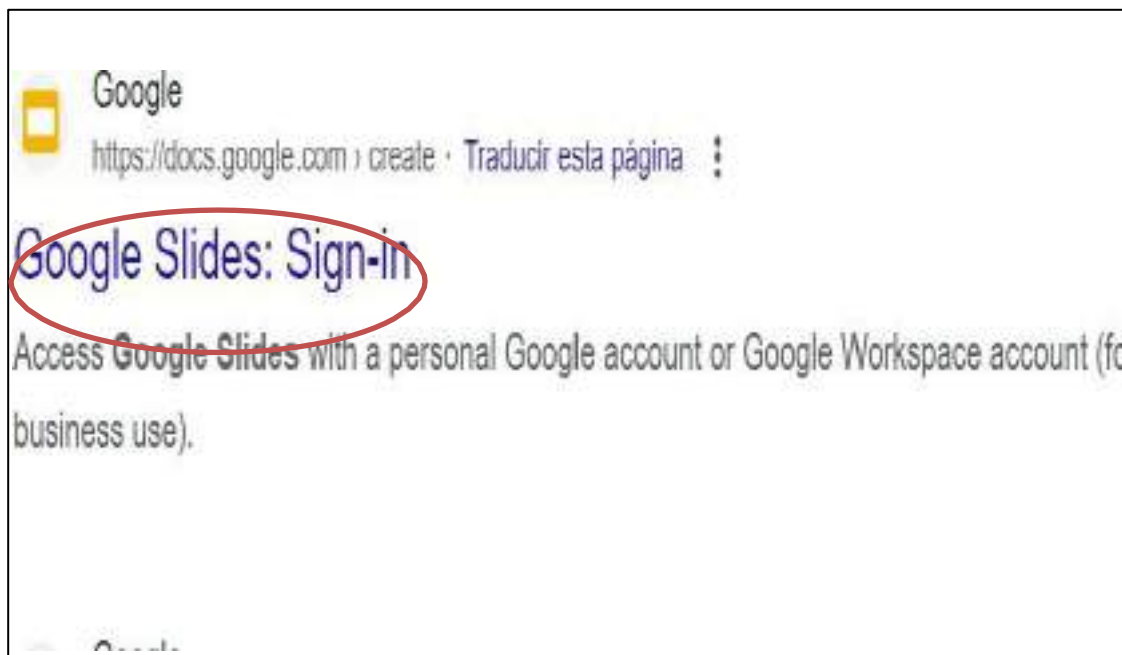 Google
https://docs.google.com › create · Traducir esta página
Google Slides: Sign-in
Access Google Slides with a personal Google account or Google Workspace account (fo
business use).
Google